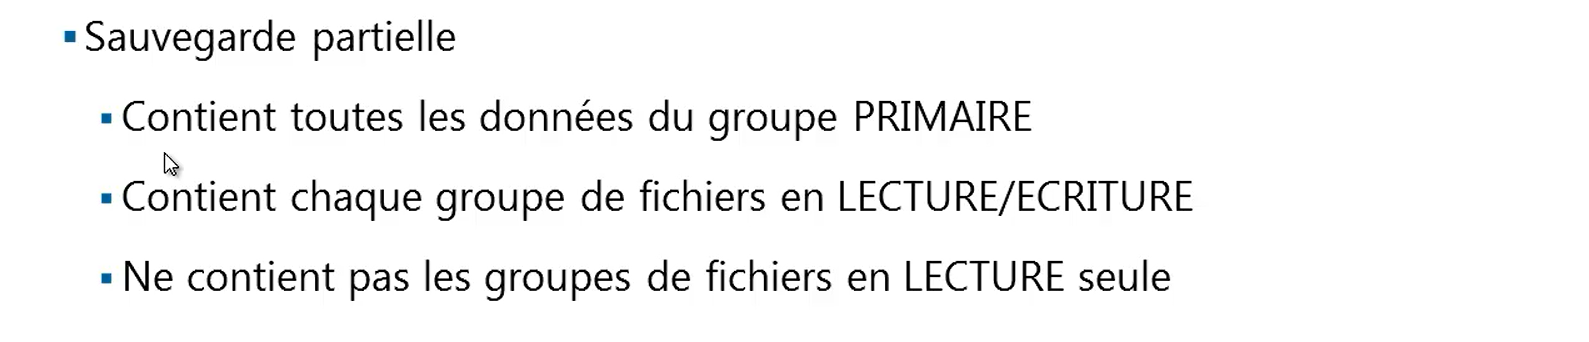 Sauvegarde partielle
Contient toutes les données du groupe PRIMAIRE
Contient chaque groupe de fichiers en LECTURE/ECRITURE
Ne contient pas les groupes de fichiers en LECTURE seule